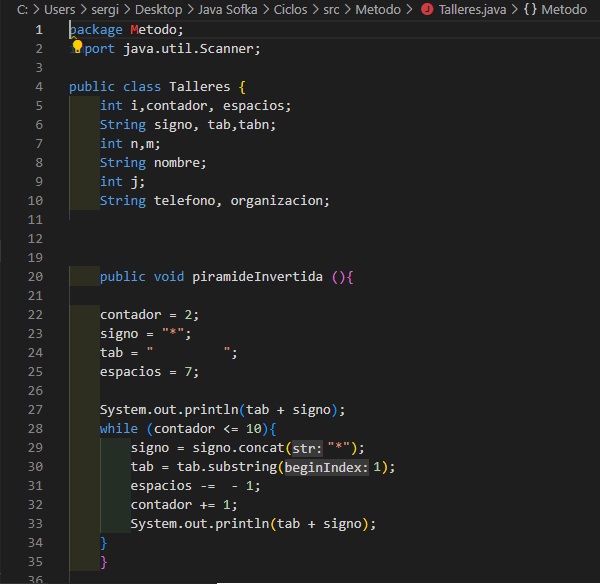 C: > Users > sergi > Desktop > Java Sofka > Ciclos > src > Metodo > J Talleres.java > {} Metodo
1 package Metodo;
2 port java.util.Scanner;
3
4 public class Talleres {
5 int i,contador, espacios;
6 String signo, tab,tabn;
7 int n,m;
8 String nombre;
9 int j;
10 String telefono, organizacion;
11
12
19
20 public void piramideInvertida (){
21
22 contador = 2;
23 signo = "*";
24 tab = "         ";
25 espacios = 7;
26
27 System.out.println(tab + signo);
28 while (contador <= 10){
29 signo = signo.concat(str: "*");
30 tab = tab.substring(beginIndex: 1);
31 espacios -=  - 1;
32 contador += 1;
33 System.out.println(tab + signo);
34 }
35 }
36